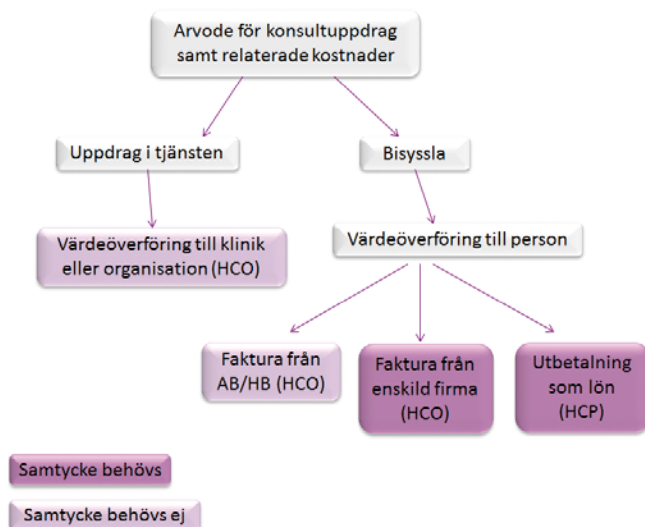 Arvode för konsultuppdrag
samt relaterade kostnader
Uppdrag i tjänsten
Bisyssla
Värdeöverföring till klinik
eller organisation (HCO)
Värdeöverföring till person
Faktura från
AB/HB (HCO)
Faktura från
enskild firma
(HCO)
Utbetalning
som lön
(HCP)
Samtycke behövs
Samtycke behövs ej